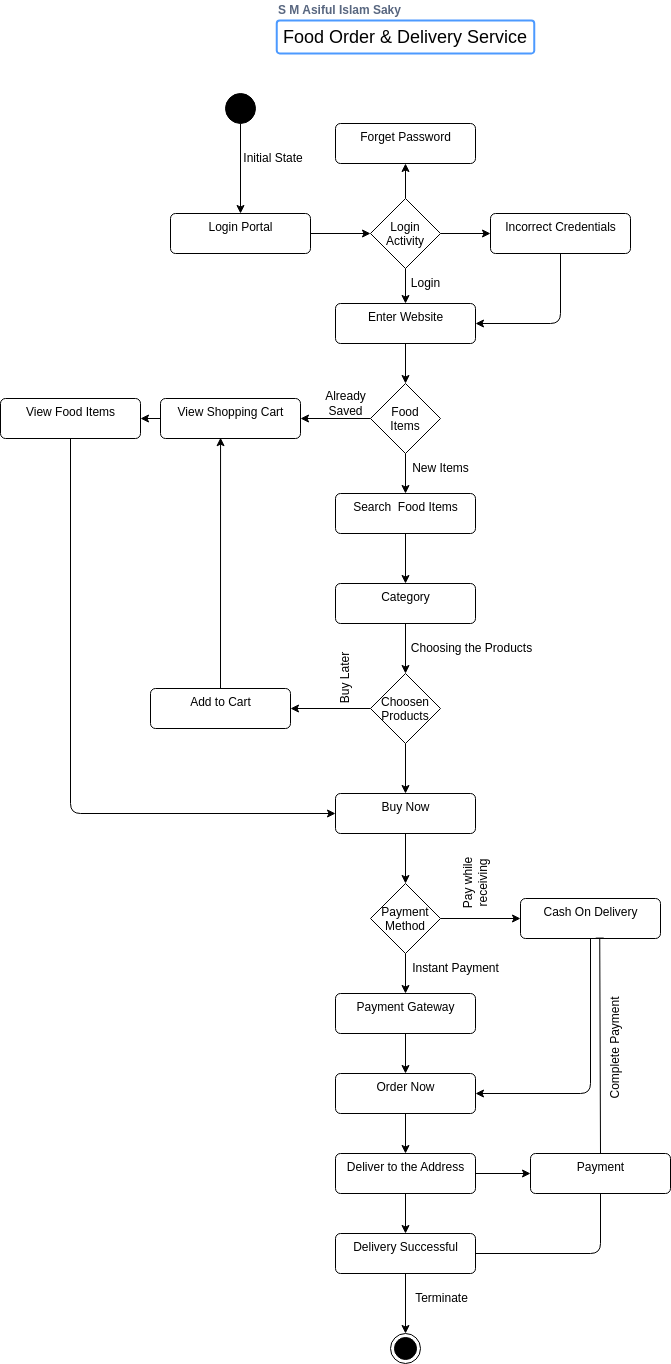 S M Asiful Islam Saky
Food Order & Delivery Service
Initial State
Forget Password
Login Portal
Login
Activity
Incorrect Credentials
Login
Enter Website
Already
Saved
View Food Items
View Shopping Cart
Food
Items
New Items
Search  Food Items
Category
Choosing the Products
Buy Later
Add to Cart
Choosen
Products
Buy Now
Pay while
receiving
Payment
Method
Cash On Delivery
Instant Payment
Payment Gateway
Complete Payment
Order Now
Deliver to the Address
Payment
Delivery Successful
Terminate